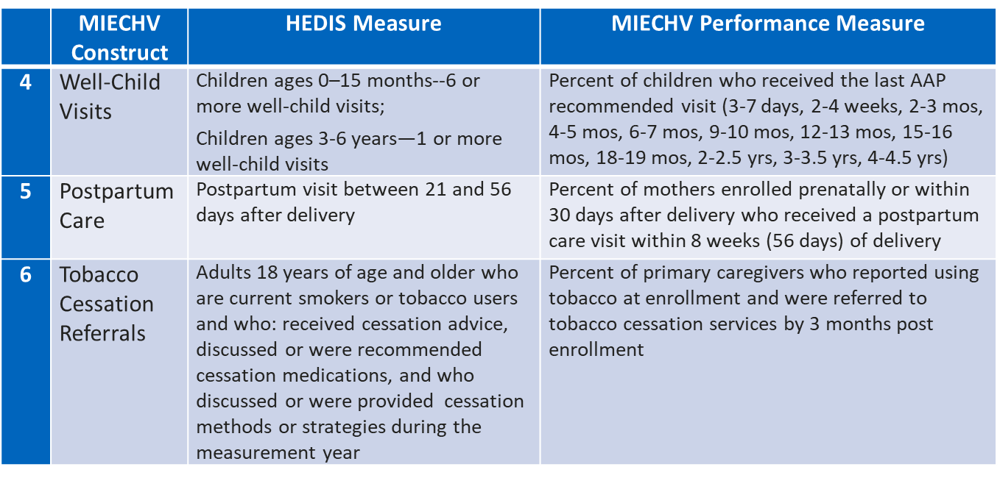 MIECHV
Construct
HEDIS Measure
MIECHV Performance Measure
4
Well-Child
Visits
Children ages 0–15 months--6 or
more well-child visits;
Children ages 3-6 years—1 or more
well-child visits
Percent of children who received the last AAP
recommended visit (3-7 days, 2-4 weeks, 2-3 mos,
4-5 mos, 6-7 mos, 9-10 mos, 12-13 mos, 15-16
mos, 18-19 mos, 2-2.5 yrs, 3-3.5 yrs, 4-4.5 yrs)
5
Postpartum
Care
Postpartum visit between 21 and 56
days after delivery
Percent of mothers enrolled prenatally or within
30 days after delivery who received a postpartum
care visit within 8 weeks (56 days) of delivery
6
Tobacco
Cessation
Referrals
Adults 18 years of age and older who
are current smokers or tobacco users
and who: received cessation advice,
discussed or were recommended
cessation medications, and who
discussed or were provided  cessation
methods or strategies during the
measurement year
Percent of primary caregivers who reported using
tobacco at enrollment and were referred to
tobacco cessation services by 3 months post
enrollment